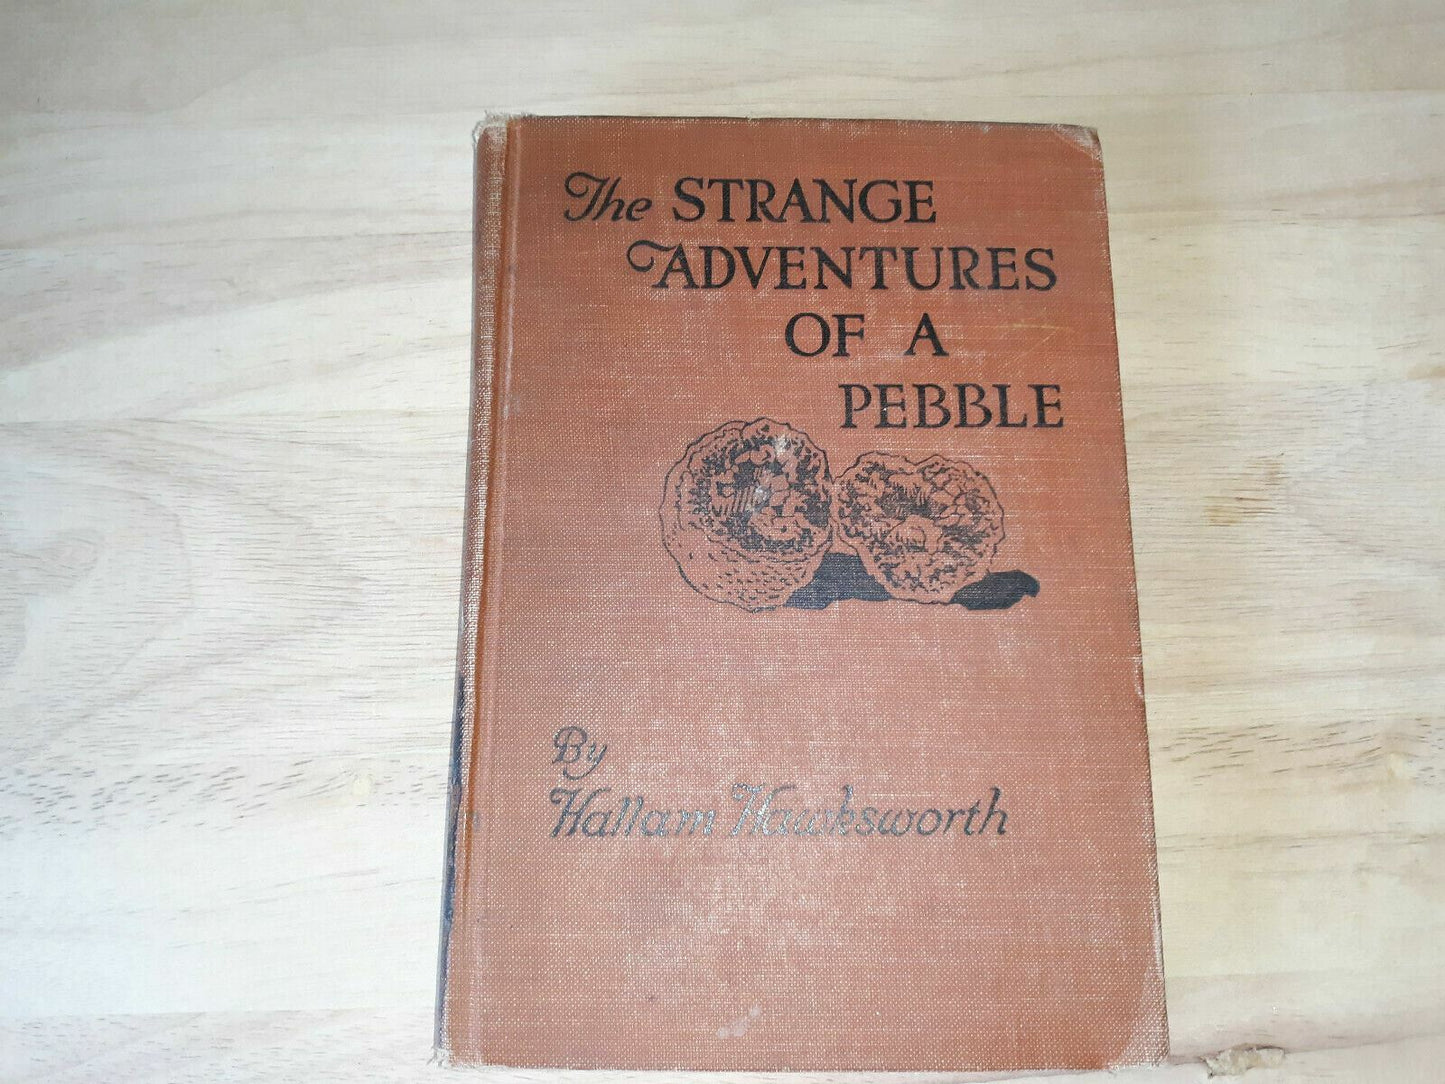 The STRANGE
ADVENTURES
OF A
PEBBLE
By
Hallam Hawksworth